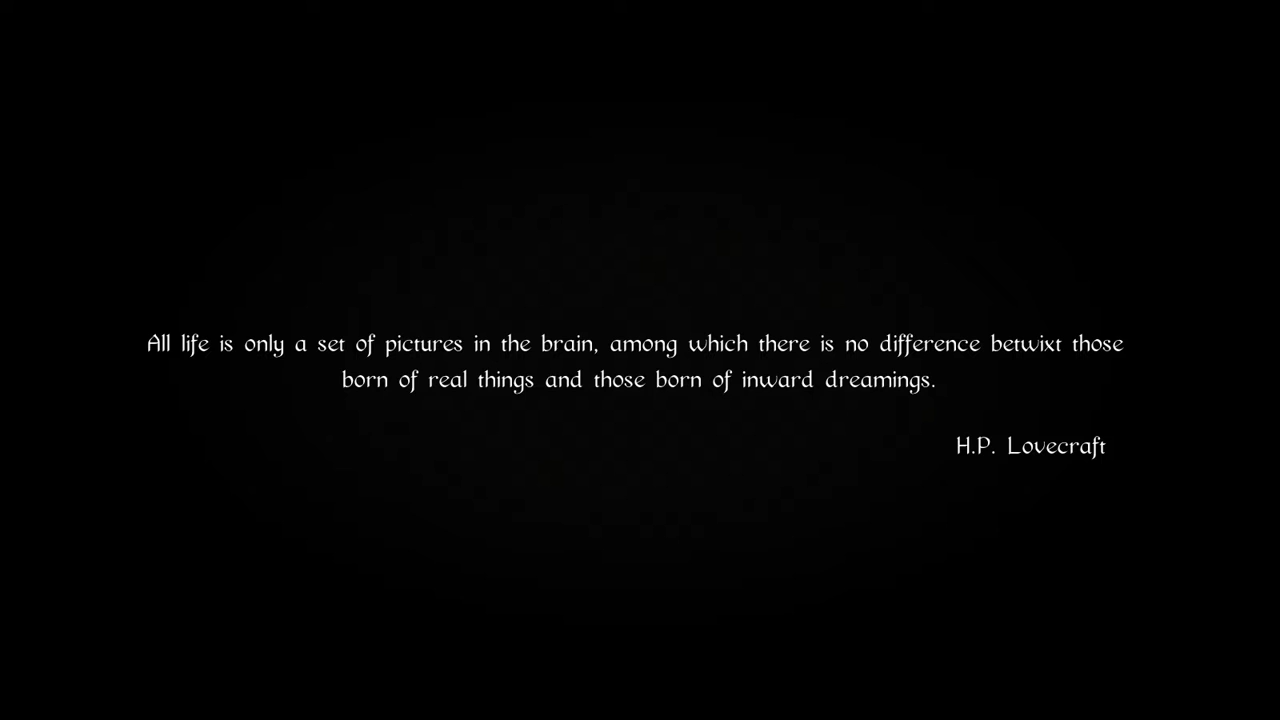 All life is only a set of pictures in the brain, among which there is no difference betwixt those
born of real things and those born of inward dreamings.
H.P. Lovecraft